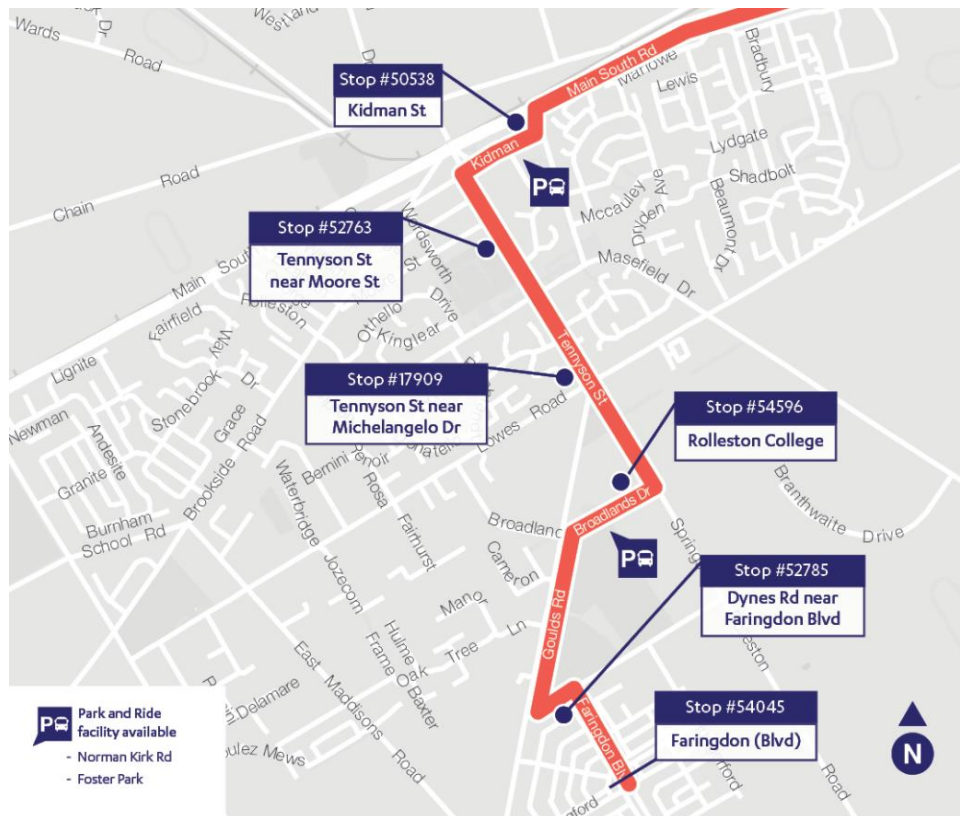 Westland
Wards
Road
Dr
Stop #50538
Kidman St
Main South Rd
Marlowe
Lewis
Bradbury
Lydgate
Shadbolt
Kidman
Chain
Road
Mccauley
Dryden
Ave
Beaumont Dr
Wordsworth
Stop #52763
Tennyson St
near Moore St
Masefield Dr
Main South
Rolleston
Fairfield
Way
Othello
Drive
Kinglear
Tennyson St
Lignite
Stonebrook
Dr
Stop #17909
Tennyson St near
Michelangelo Dr
Newman
Andesite
Grace
Brookside Road
Lowes
Road
Stop #54596
Rolleston College
Granite
Bernini
Renoir
Rosa
Burnham
School Rd
Waterbridge
Fairhurst
Broadlands Dr
Branthwaite
Drive
Cameron
Jozecom
Manor
Stop #52785
Dynes Rd near
Faringdon Blvd
Goulds Rd
Hulme
Frame
Oak
Tree
Ln
Baxter
East Maddisons
Road
Delamare
Mews
Stop #54045
Faringdon (Blvd)
Road
P
Park and Ride
facility available
- Norman Kirk Rd
- Foster Park
N